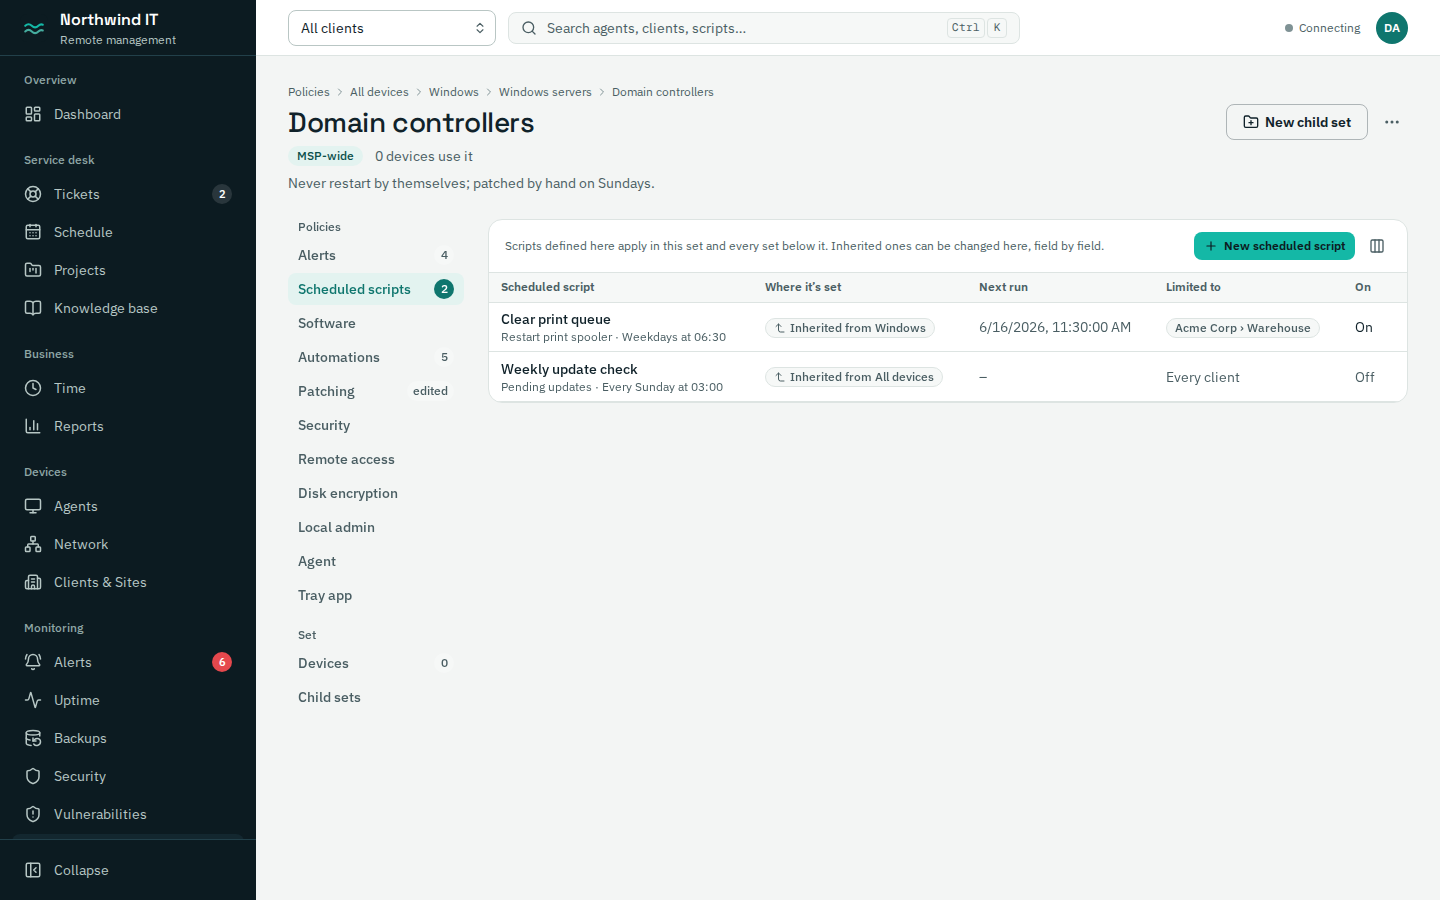 Northwind IT
Remote management
Overview
Dashboard
Service desk
Tickets 2
Schedule
Projects
Knowledge base
Business
Time
Reports
Devices
Agents
Network
Clients & Sites
Monitoring
Alerts 6
Uptime
Backups
Security
Vulnerabilities
Collapse
All clients
Search agents, clients, scripts... Ctrl K
Connecting
DA
Policies > All devices > Windows > Windows servers > Domain controllers
Domain controllers
New child set
MSP-wide 0 devices use it
Never restart by themselves; patched by hand on Sundays.
Policies
Alerts 4
Scheduled scripts 2
Software
Automations 5
Patching edited
Security
Remote access
Disk encryption
Local admin
Agent
Tray app
Set
Devices 0
Child sets
Scripts defined here apply in this set and every set below it. Inherited ones can be changed here, field by field.
New scheduled script
Scheduled script Where it's set Next run Limited to On
Clear print queue
Restart print spooler · Weekdays at 06:30
Inherited from Windows 6/16/2026, 11:30:00 AM Acme Corp › Warehouse On
Weekly update check
Pending updates · Every Sunday at 03:00
Inherited from All devices – Every client Off